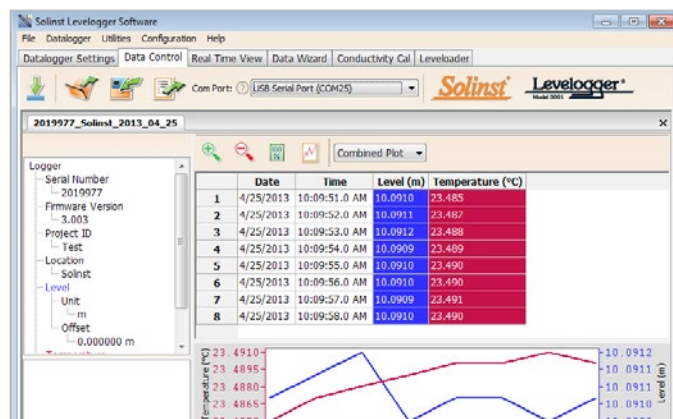 Solinst Levelogger Software
File Datalogger Utilities Configuration Help
Datalogger Settings Data Control Real Time View Data Wizard Conductivity Cal Leveloader
Com Port: ? USB Serial Port (COM25) Solinst Levelogger
Model 3001
2019977_Solinst_2013_04_25
Combined Plot
Logger
Serial Number
2019977
Firmware Version
3.003
Project ID
Test
Location
Solinst
Level
Unit
m
Offset
0.000000 m
Date Time Level (m) Temperature (°C)
1 4/25/2013 10:09:51.0 AM 10.0910 23.485
2 4/25/2013 10:09:52.0 AM 10.0911 23.487
3 4/25/2013 10:09:53.0 AM 10.0912 23.488
4 4/25/2013 10:09:54.0 AM 10.0909 23.489
5 4/25/2013 10:09:55.0 AM 10.0910 23.490
6 4/25/2013 10:09:56.0 AM 10.0910 23.490
7 4/25/2013 10:09:57.0 AM 10.0909 23.491
8 4/25/2013 10:09:58.0 AM 10.0910 23.490
Temperature (°C)
23.4910
23.4895
23.4880
23.4865
10.0912
10.0911
10.0911
10.0910
Level (m)